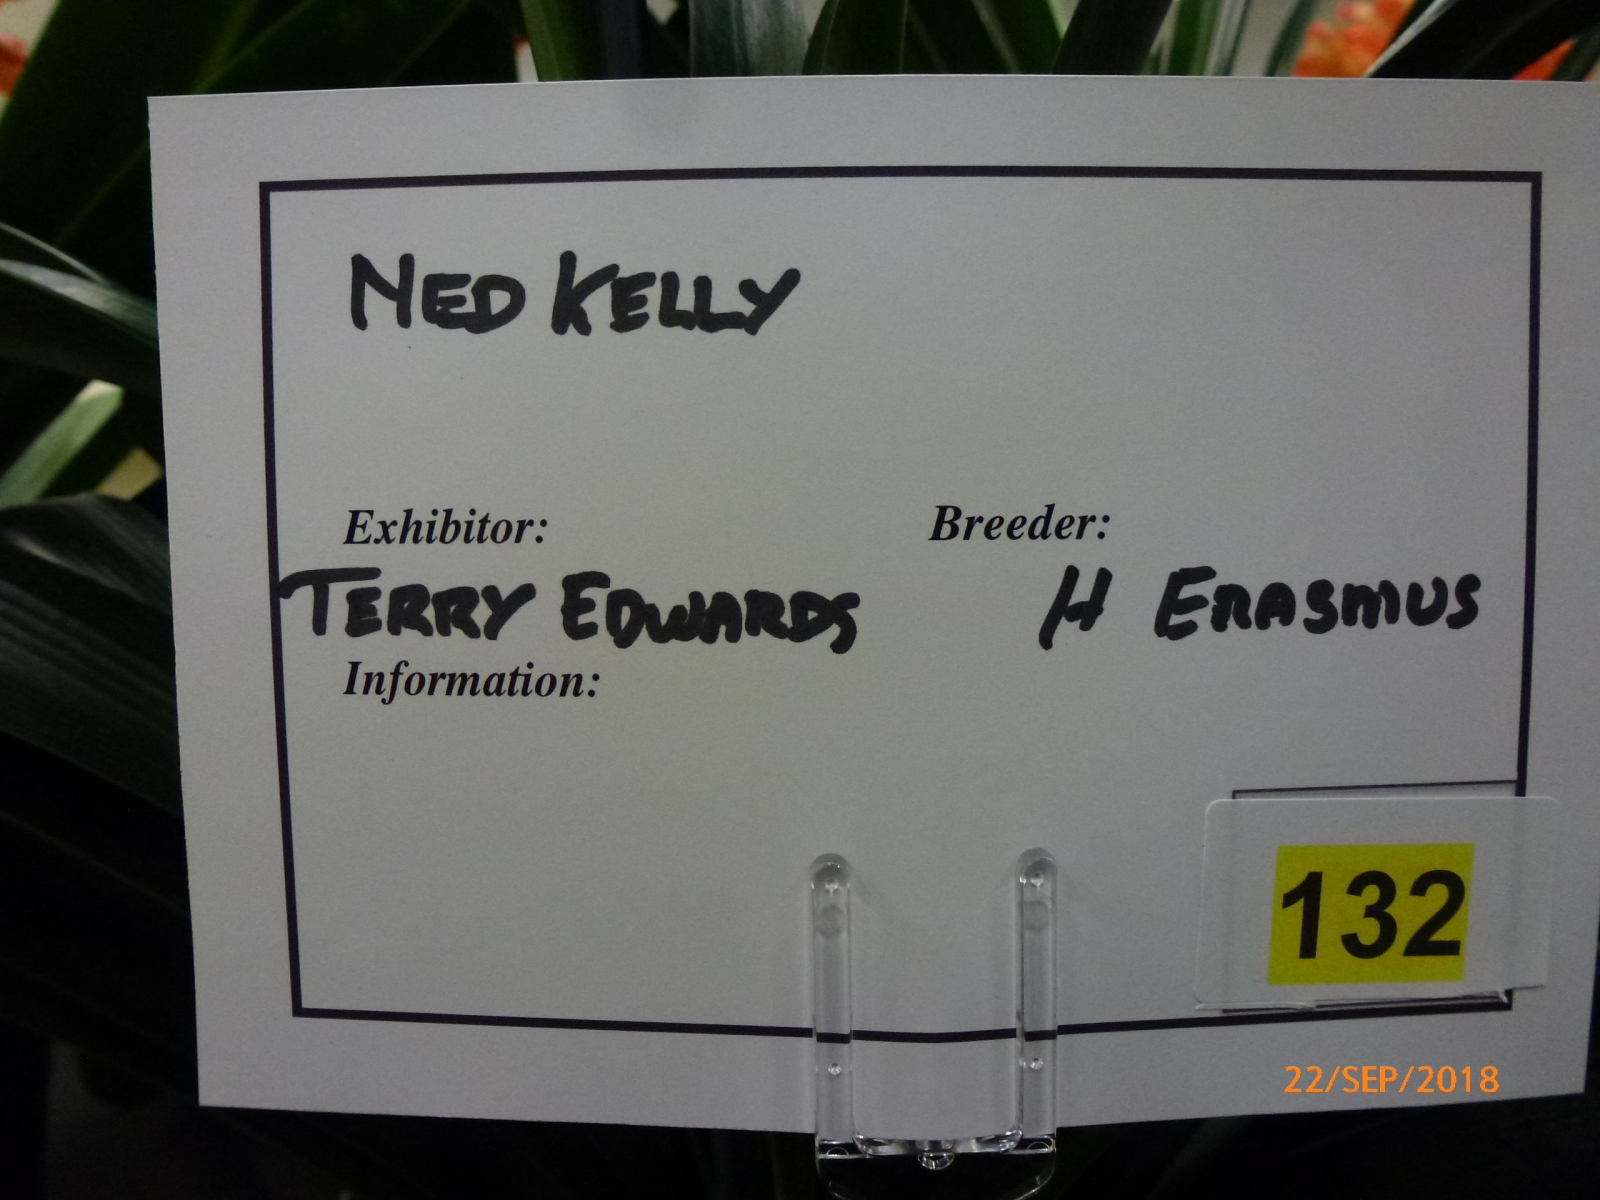 NED KELLY
Exhibitor: Breeder:
TERRY EDWARDS H ERASMUS
Information:
132
22/SEP/2018